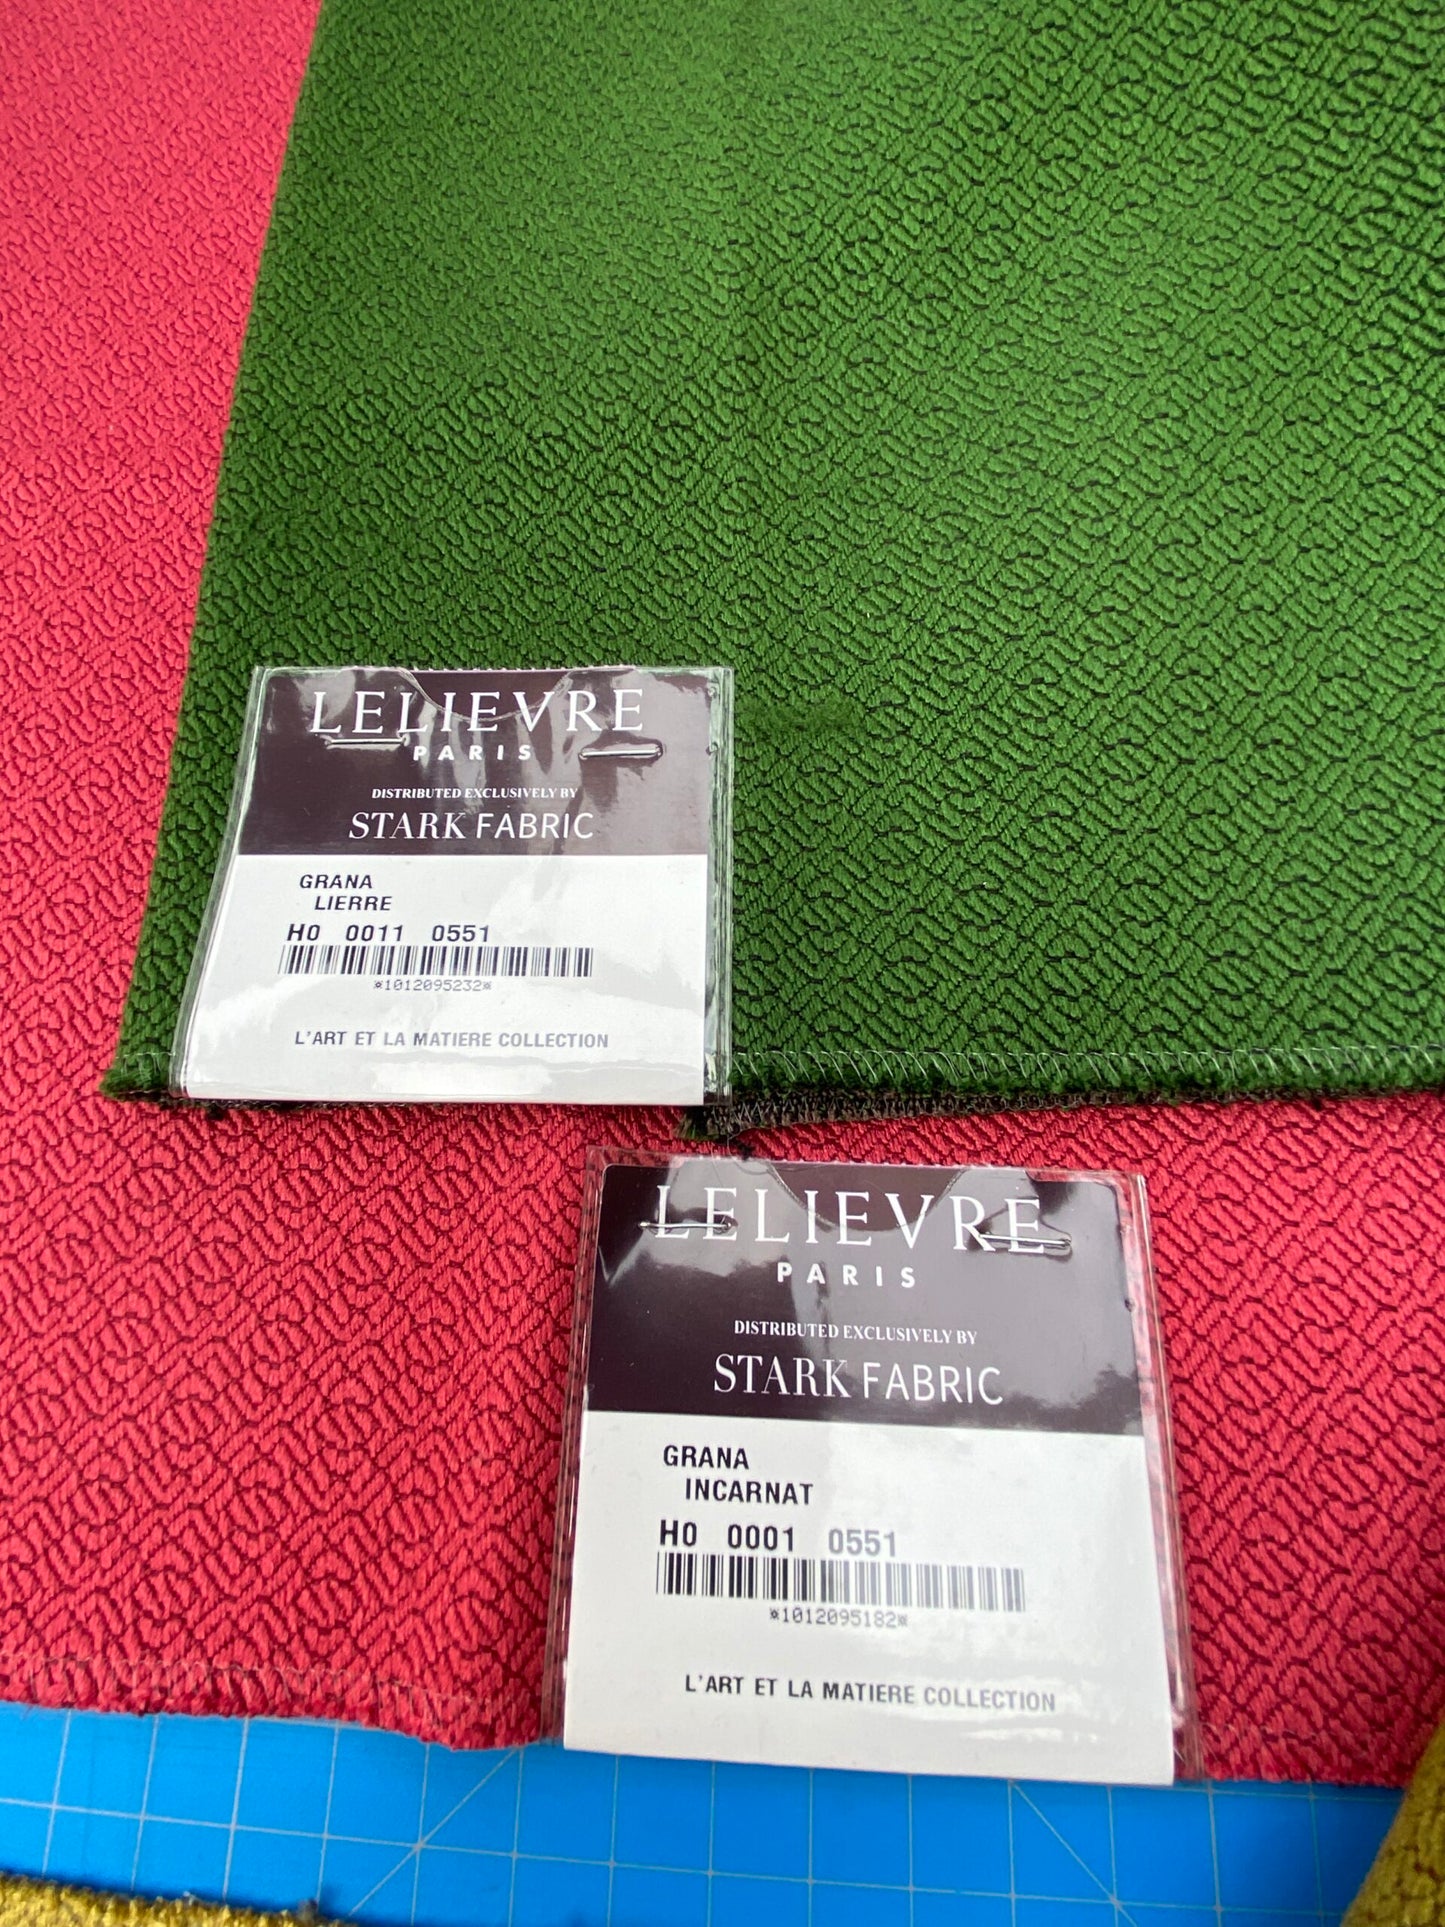 LELIEVRE
PARIS
DISTRIBUTED EXCLUSIVELY BY
STARK FABRIC
GRANA
LIERRE
H0 0011 0551
*1012095232*
L'ART ET LA MATIERE COLLECTION
LELIEVRE
PARIS
DISTRIBUTED EXCLUSIVELY BY
STARK FABRIC
GRANA
INCARNAT
H0 0001 0551
*1012095182*
L'ART ET LA MATIERE COLLECTION